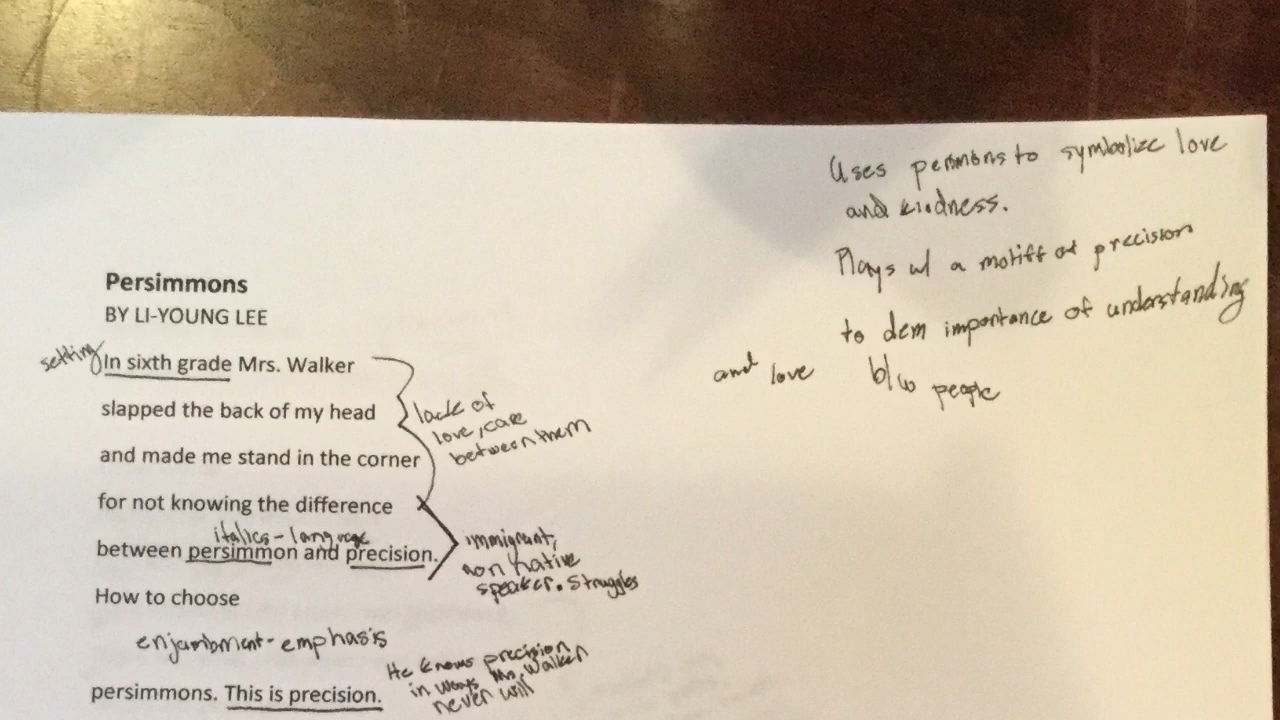 Uses permons to symbolize love
and kindness.
Plays w/ a motiff of precision
to dem importance of understanding
and love b/w people
Persimmons
BY LI-YOUNG LEE
setting
In sixth grade Mrs. Walker
slapped the back of my head
lack of
love, care
between them
and made me stand in the corner
for not knowing the difference
italics - language
between persimmon and precision.
immigrant,
non native
speaker. Struggles
How to choose
enjambment - emphasis
He knows precision
in ways Ms. Walker
never will
persimmons. This is precision.